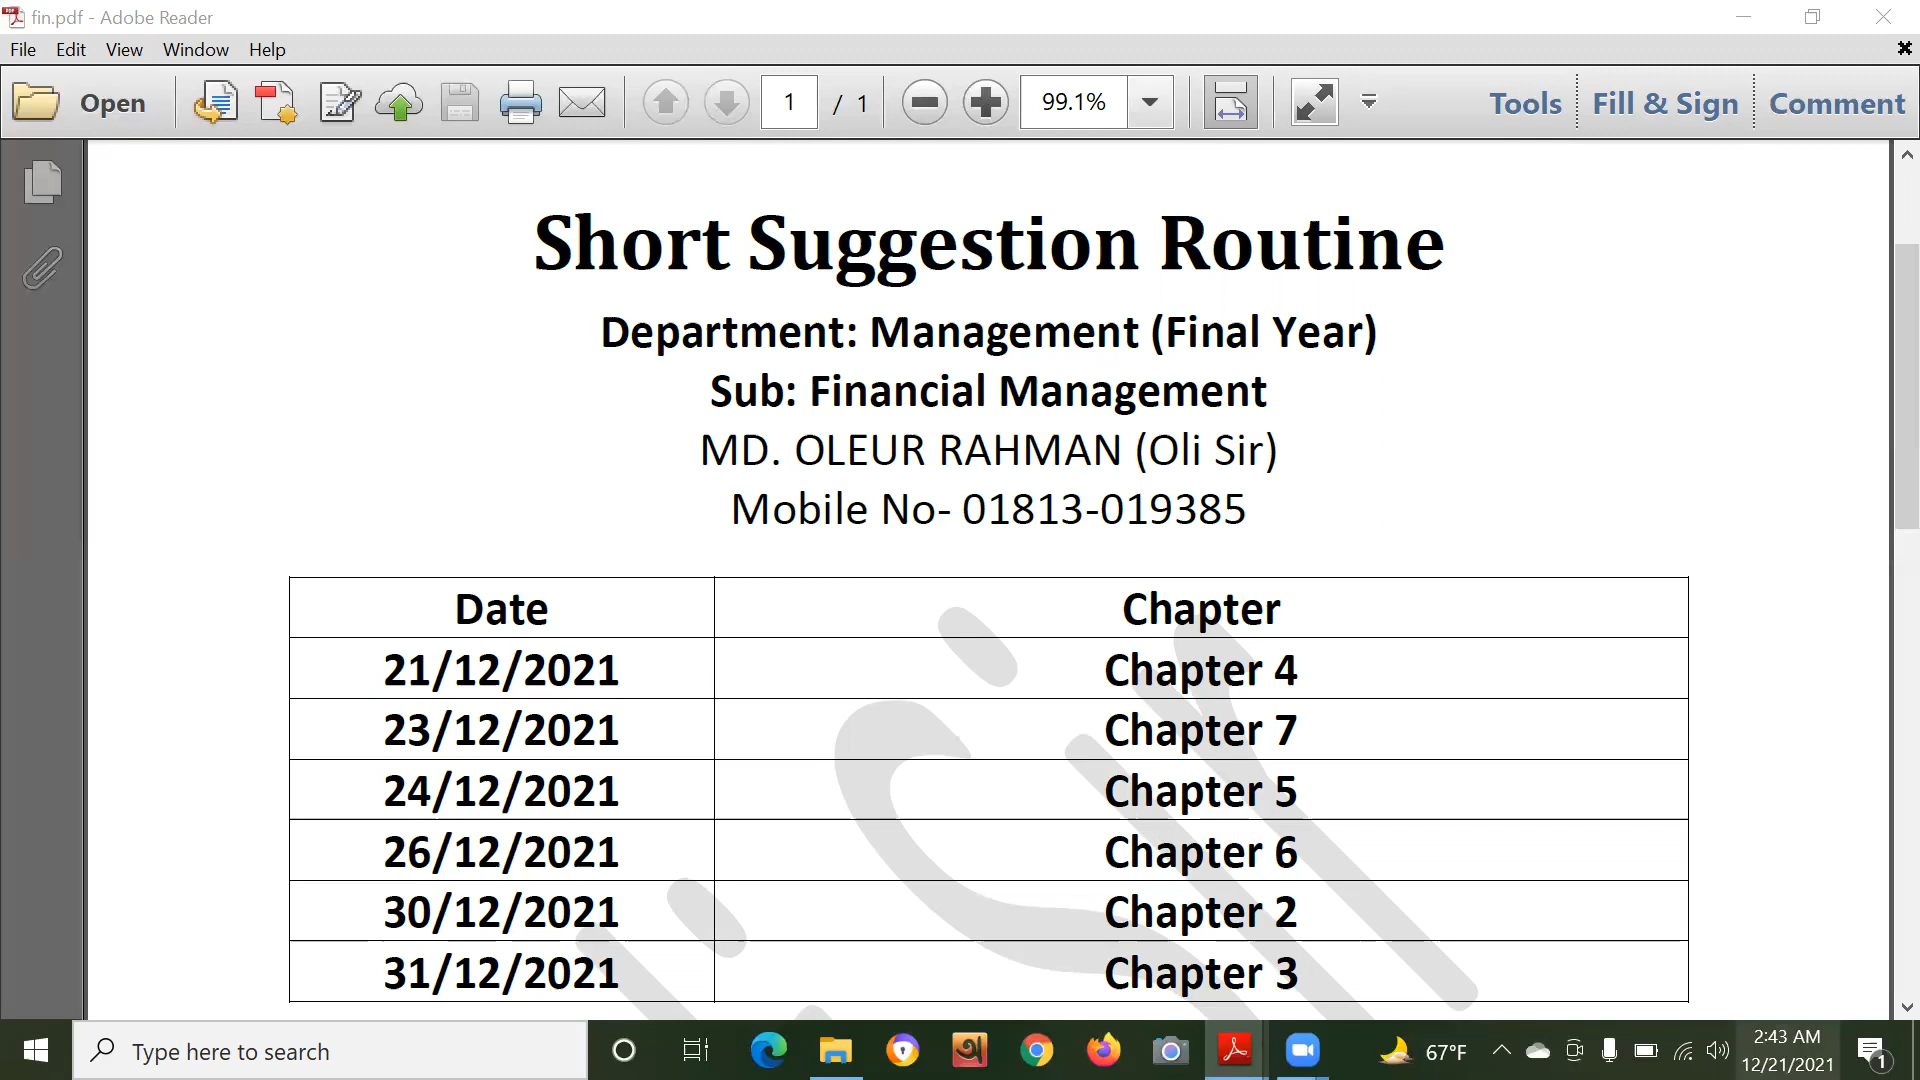 fin.pdf - Adobe Reader
File Edit View Window Help
Open 1 / 1 99.1% Tools Fill & Sign Comment
Short Suggestion Routine
Department: Management (Final Year)
Sub: Financial Management
MD. OLEUR RAHMAN (Oli Sir)
Mobile No- 01813-019385
Date Chapter
21/12/2021 Chapter 4
23/12/2021 Chapter 7
24/12/2021 Chapter 5
26/12/2021 Chapter 6
30/12/2021 Chapter 2
31/12/2021 Chapter 3
Type here to search
অ
67°F
2:43 AM
12/21/2021
1